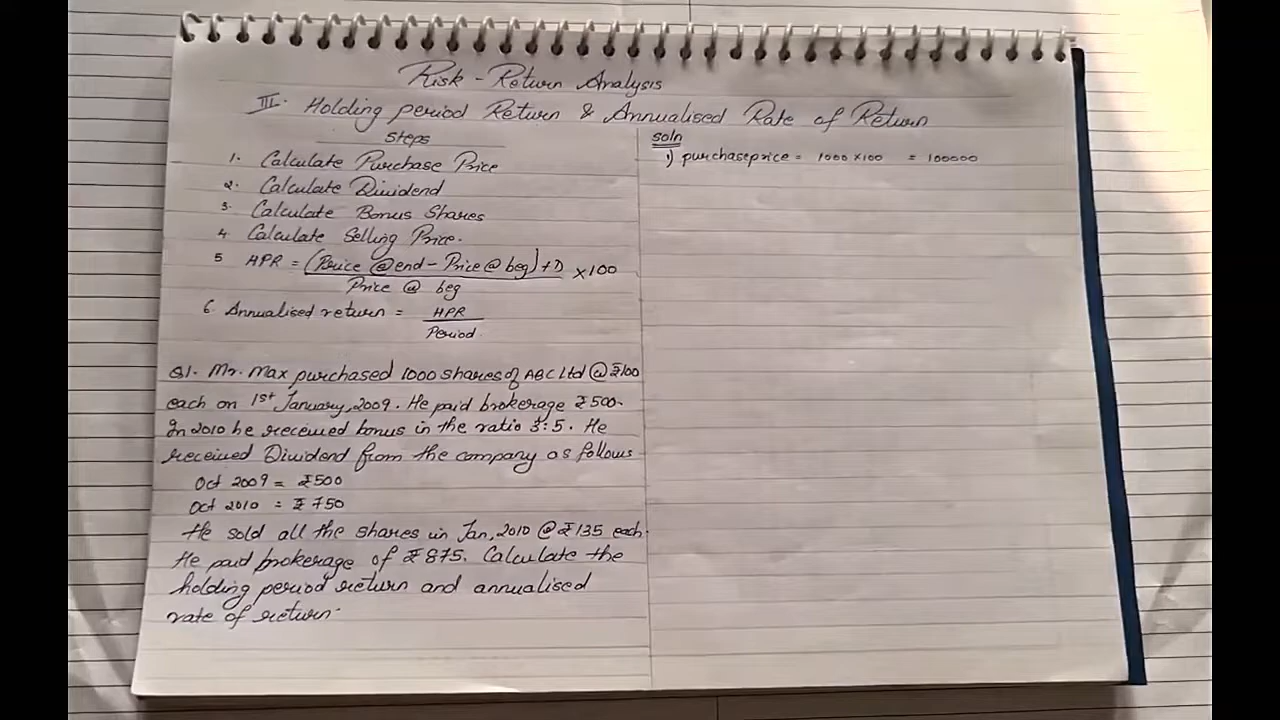 Risk - Return Analysis
III. Holding period Return & Annualised Rate of Return
Steps
1. Calculate Purchase Price
2. Calculate Dividend
3. Calculate Bonus Shares
4. Calculate Selling Price.
5 HPR = (Price @ end - Price @ beg) + D × 100
Price @ beg
6. Annualised return = HPR
Period
Q1. Mr. Max purchased 1000 shares of ABC Ltd @ ₹100
each on 1st January, 2009. He paid brokerage ₹500.
In 2010 he received bonus in the ratio 3:5. He
received Dividend from the company as follows
Oct 2009 = ₹500
Oct 2010 = ₹750
He sold all the shares in Jan, 2010 @ ₹135 each.
He paid brokerage of ₹875. Calculate the
holding period return and annualised
rate of return.
Soln
1) purchase price = 1000 × 100 = 100000